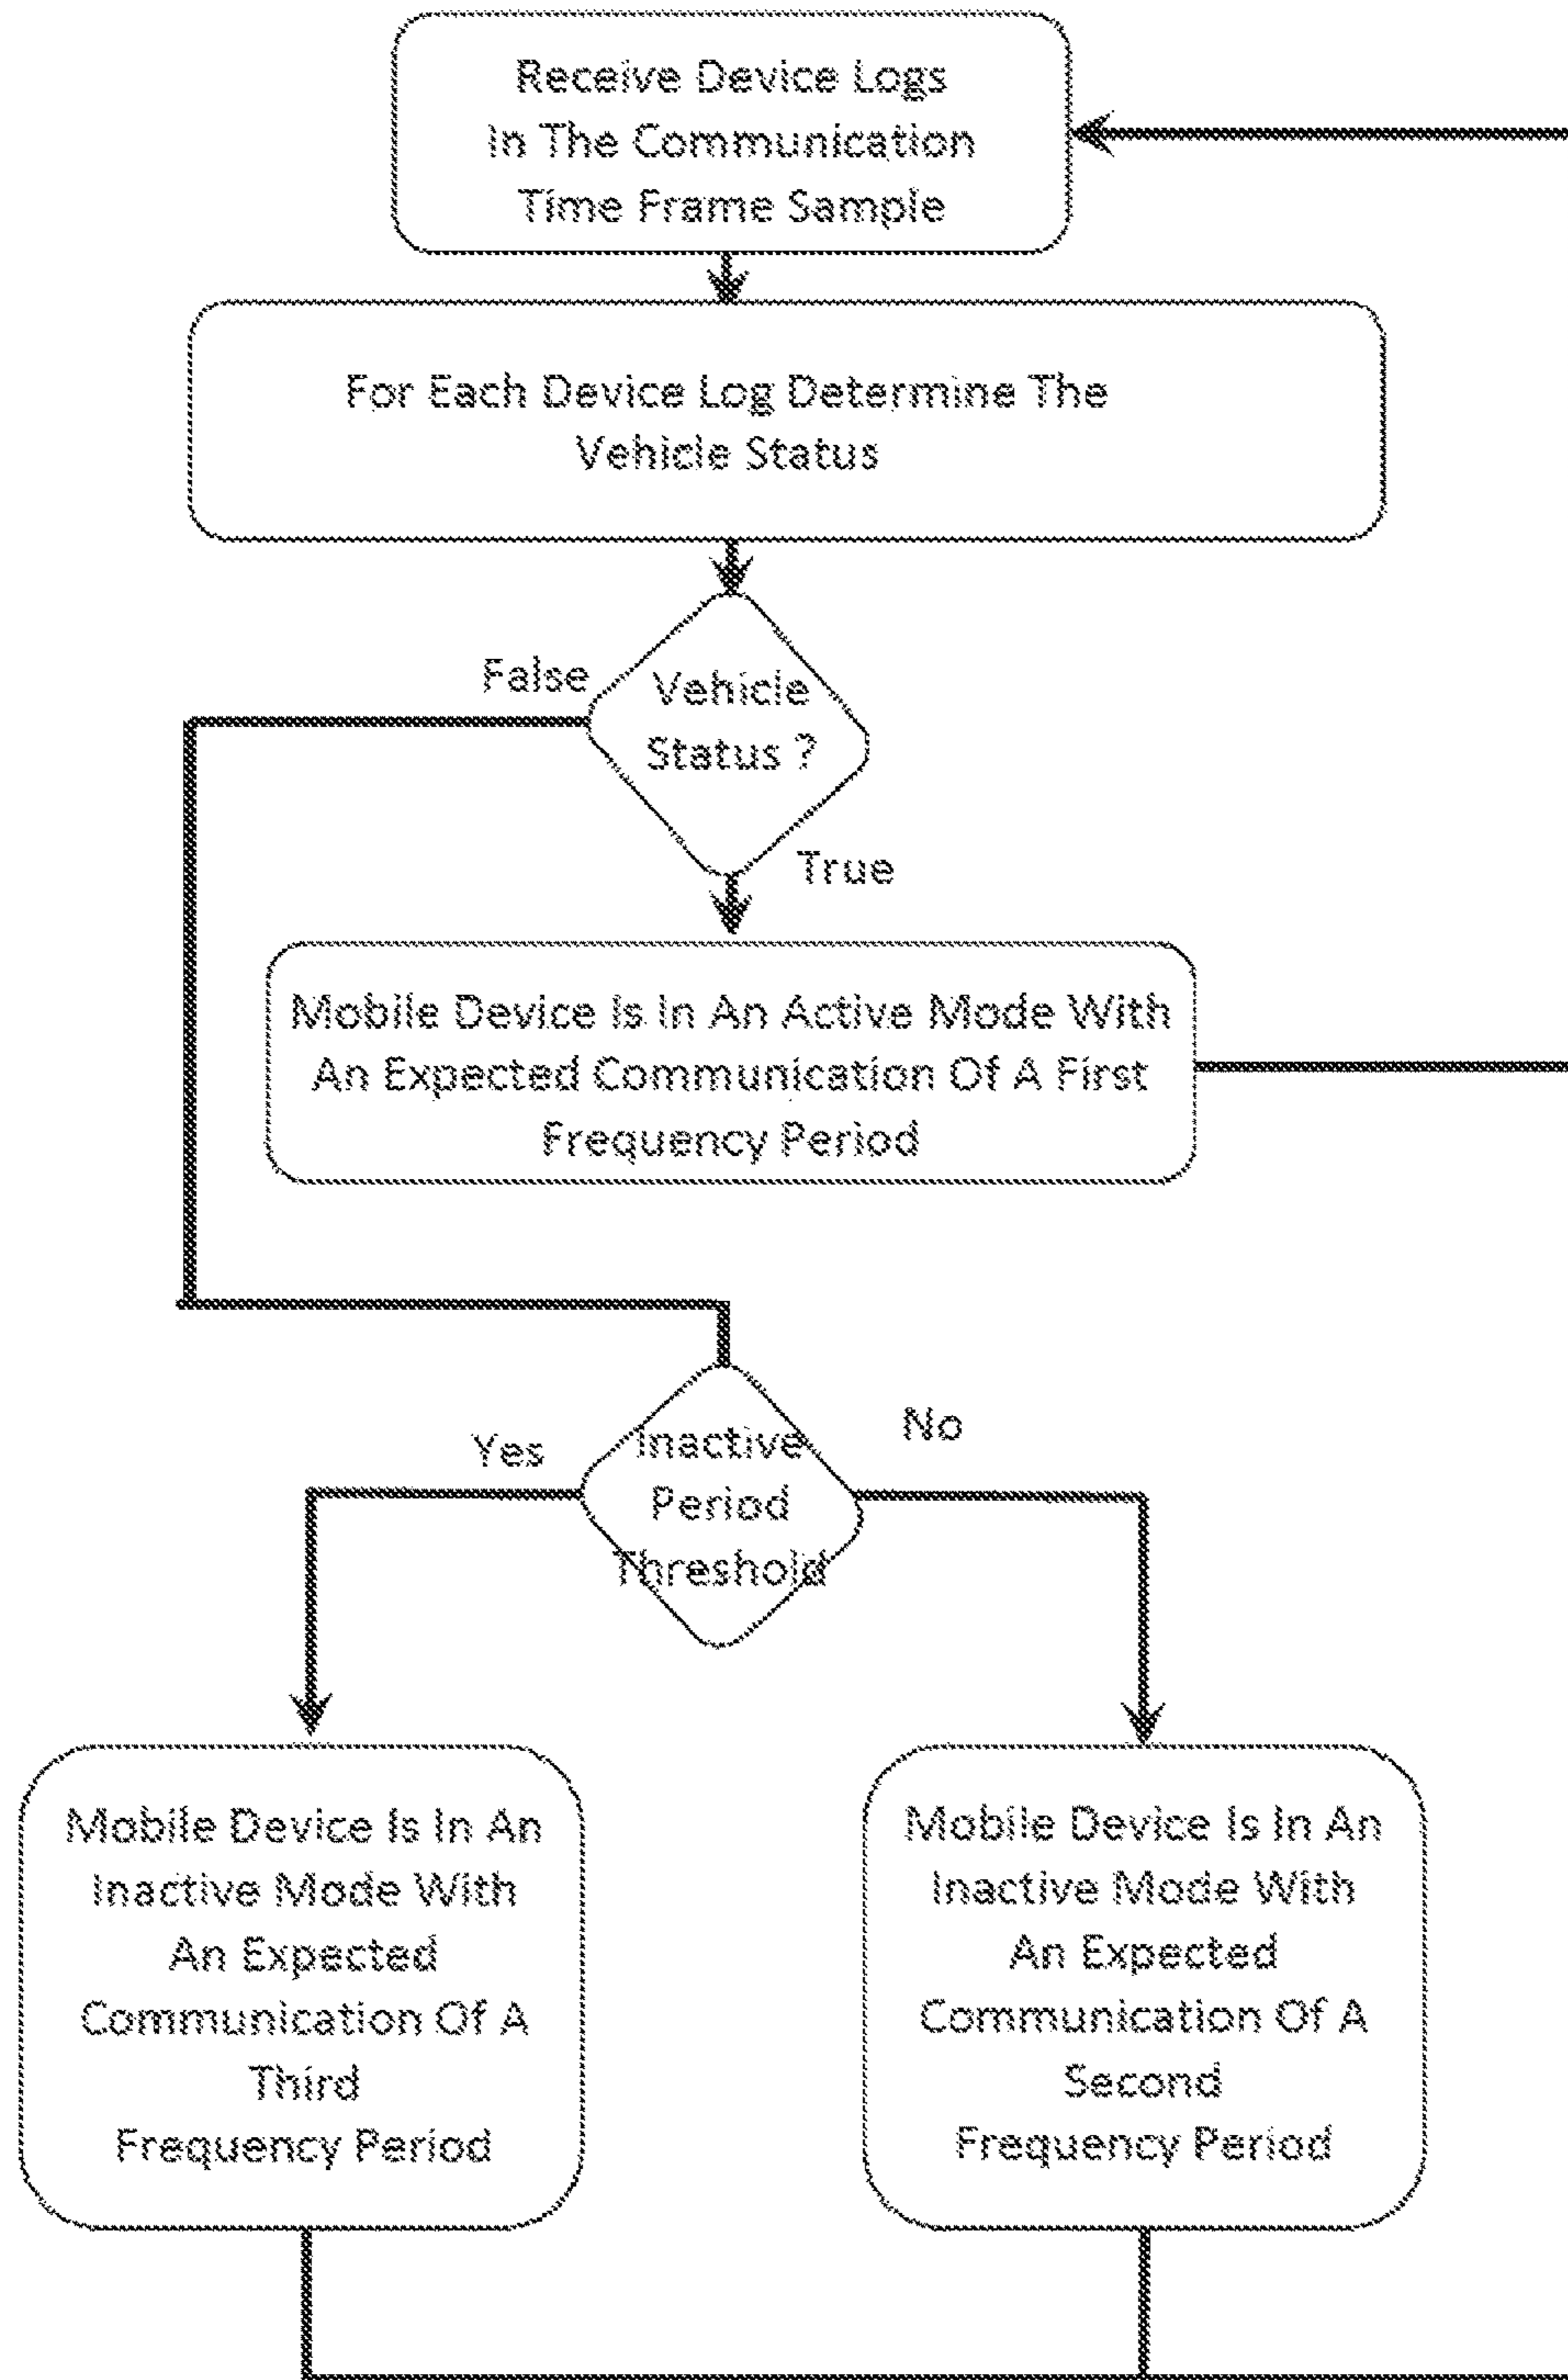 Receive Device Logs
In The Communication
Time Frame Sample
For Each Device Log Determine The
Vehicle Status
False
Vehicle
Status ?
True
Mobile Device Is In An Active Mode With
An Expected Communication Of A First
Frequency Period
Yes
Inactive
Period
Threshold
No
Mobile Device Is In An
Inactive Mode With
An Expected
Communication Of A
Third
Frequency Period
Mobile Device Is In An
Inactive Mode With
An Expected
Communication Of A
Second
Frequency Period